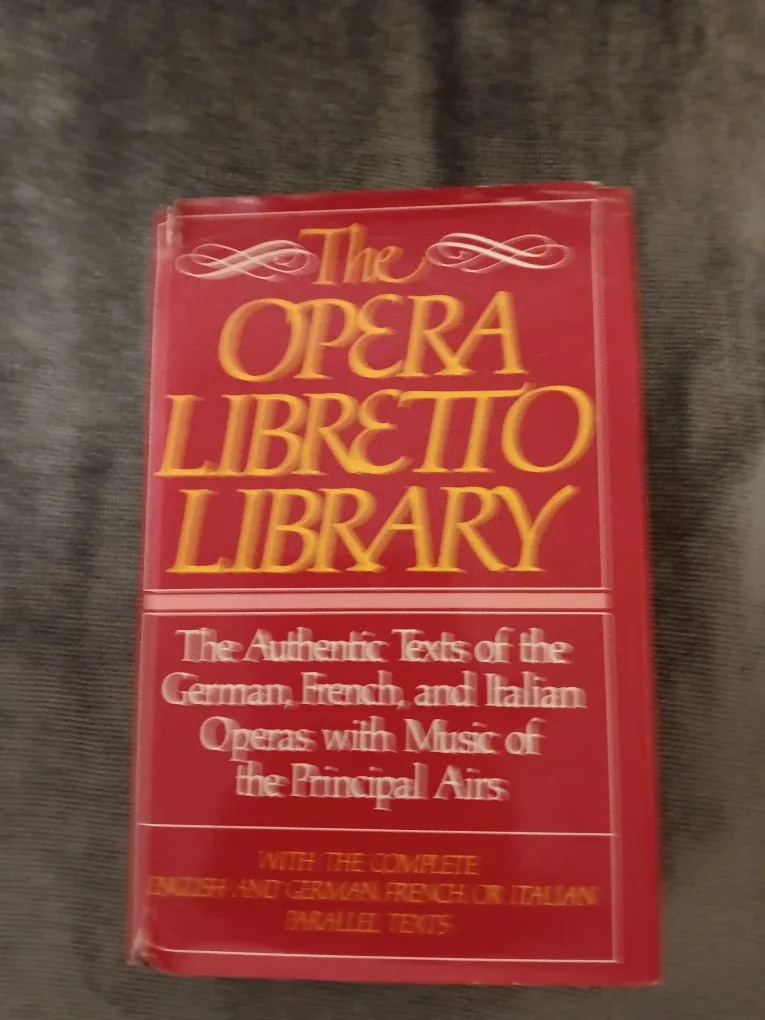 The
OPERA
LIBRETTO
LIBRARY
The Authentic Texts of the
German, French, and Italian
Operas with Music of
the Principal Airs
WITH THE COMPLETE
ENGLISH AND GERMAN, FRENCH, OR ITALIAN
PARALLEL TEXTS